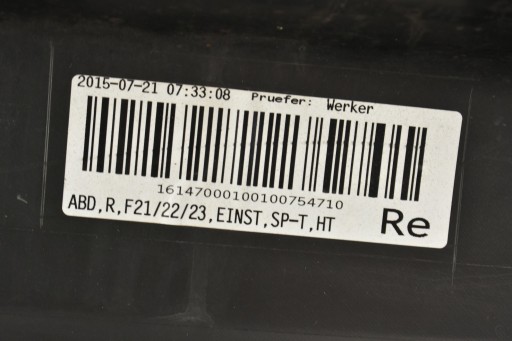 2015-07-21 07:33:08 Pruefer: Werker
16147000100100754710
ABD,R,F21/22/23,EINST,SP-T,HT
Re